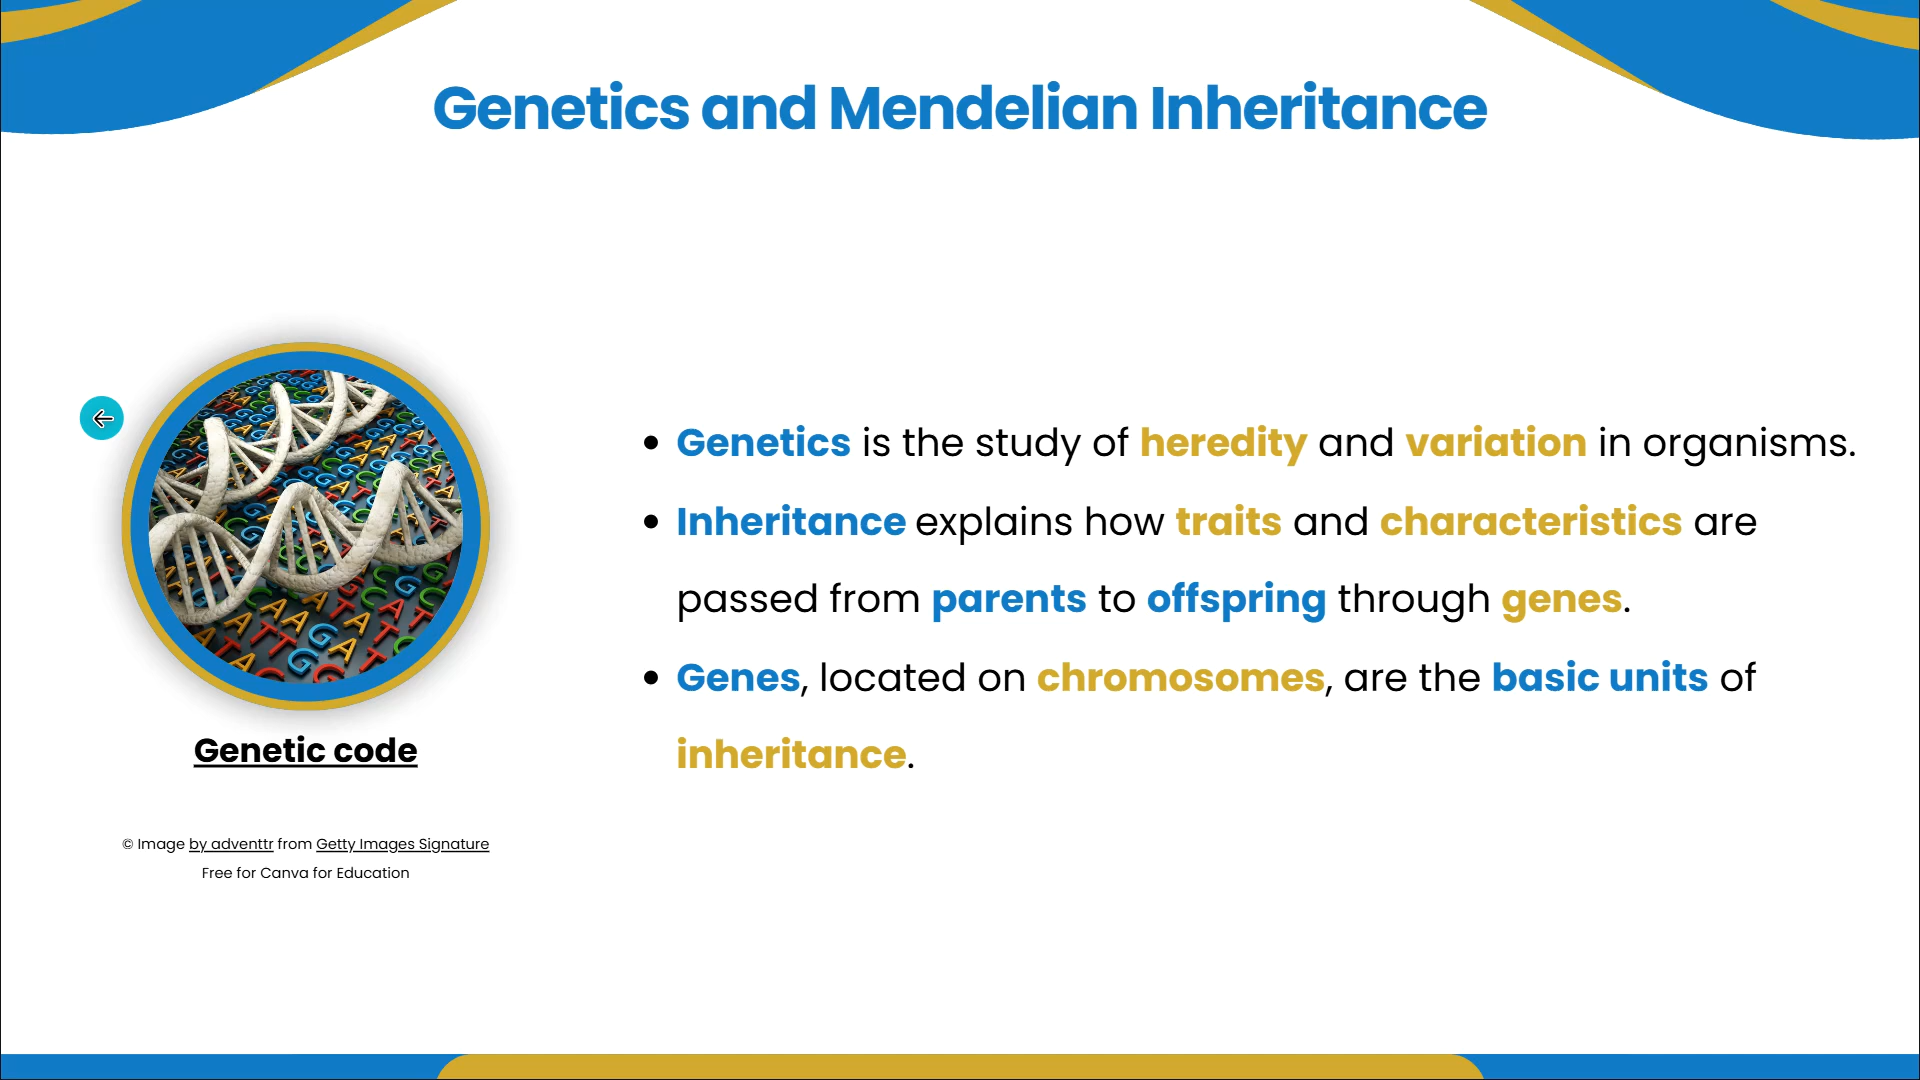 Genetics and Mendelian Inheritance
• Genetics is the study of heredity and variation in organisms.
• Inheritance explains how traits and characteristics are
passed from parents to offspring through genes.
• Genes, located on chromosomes, are the basic units of
inheritance.
Genetic code
© Image by adventtr from Getty Images Signature
Free for Canva for Education